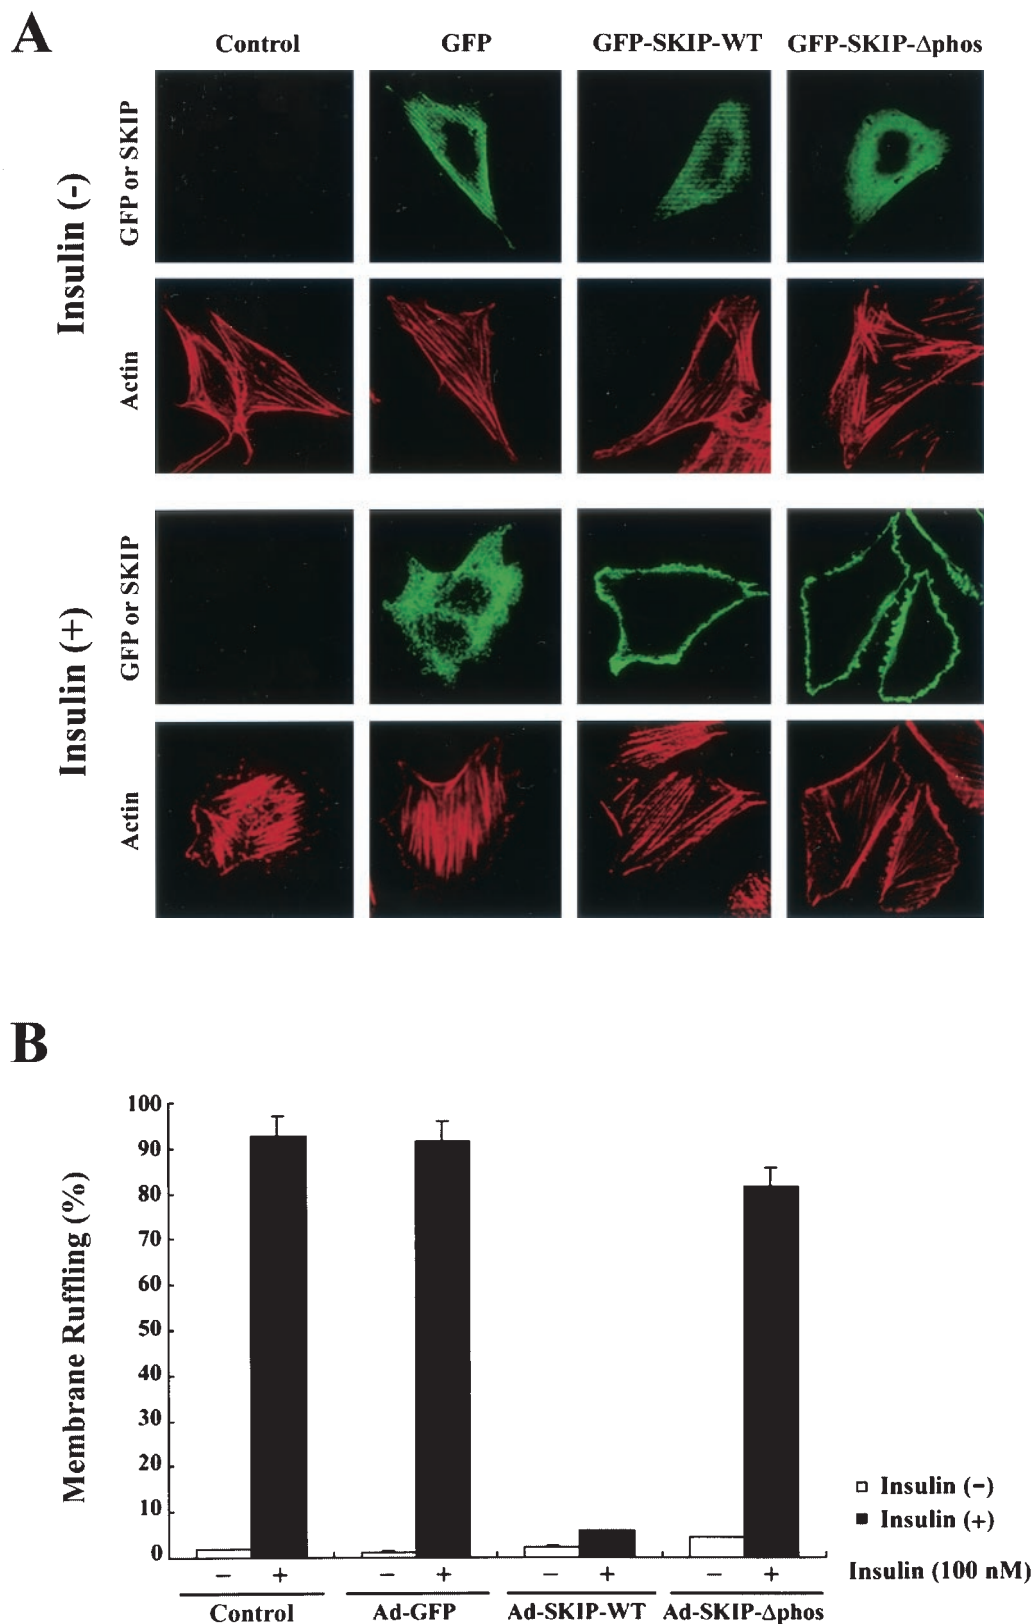 A
Control GFP GFP-SKIP-WT GFP-SKIP-Δphos
Insulin (-)
GFP or SKIP
Actin
Insulin (+)
GFP or SKIP
Actin
B
Membrane Ruffling (%)
100
90
80
70
60
50
40
30
20
10
0
Insulin (−)
Insulin (+)
− + − + − + − + Insulin (100 nM)
Control Ad-GFP Ad-SKIP-WT Ad-SKIP-Δphos